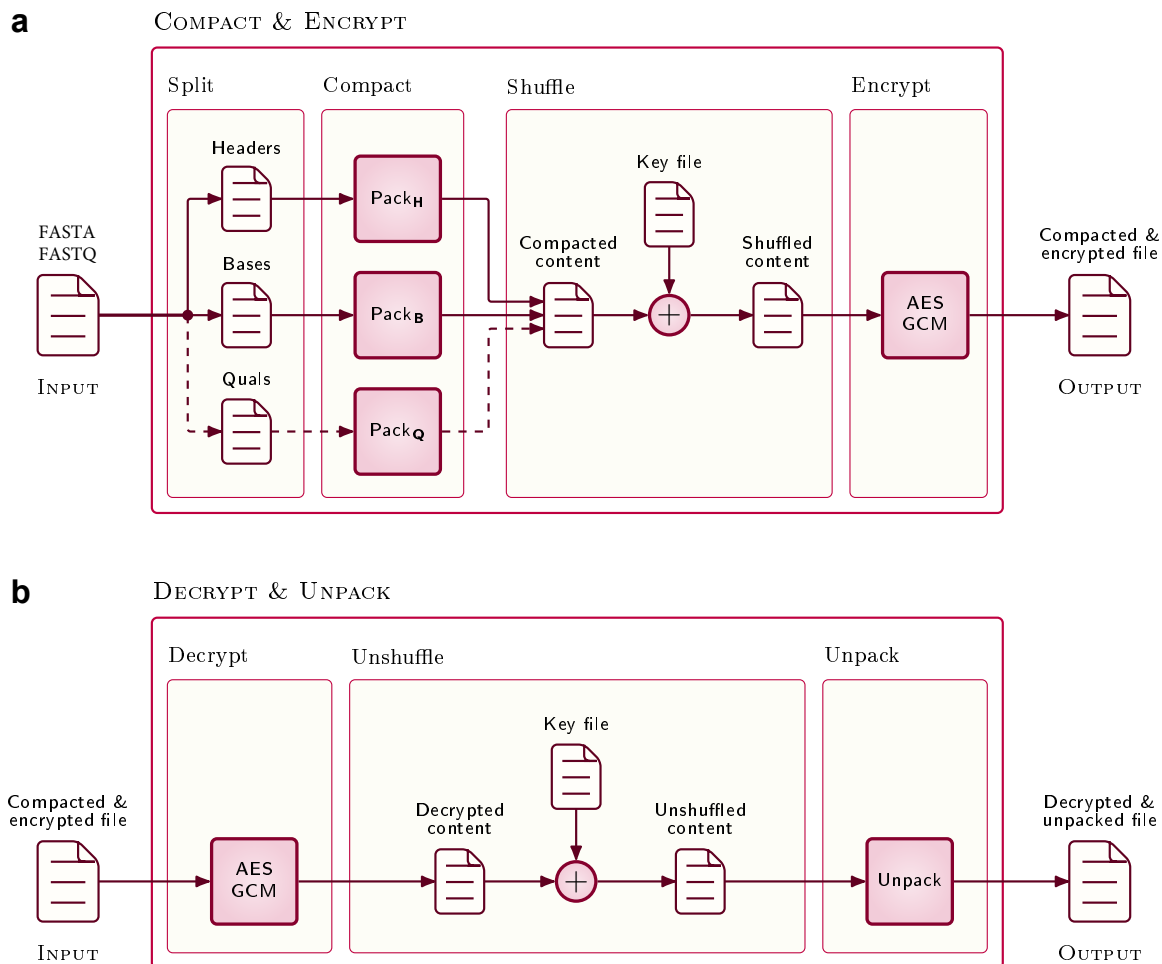 a
COMPACT & ENCRYPT
Split
Compact
Shuffle
Encrypt
Headers
Key file
PackH
FASTA
FASTQ
Compacted
content
Shuffled
content
Compacted &
encrypted file
Bases
PackB
AES
GCM
INPUT
OUTPUT
Quals
PackQ
b
DECRYPT & UNPACK
Decrypt
Unshuffle
Unpack
Key file
Compacted &
encrypted file
Decrypted
content
Unshuffled
content
Decrypted &
unpacked file
AES
GCM
Unpack
INPUT
OUTPUT